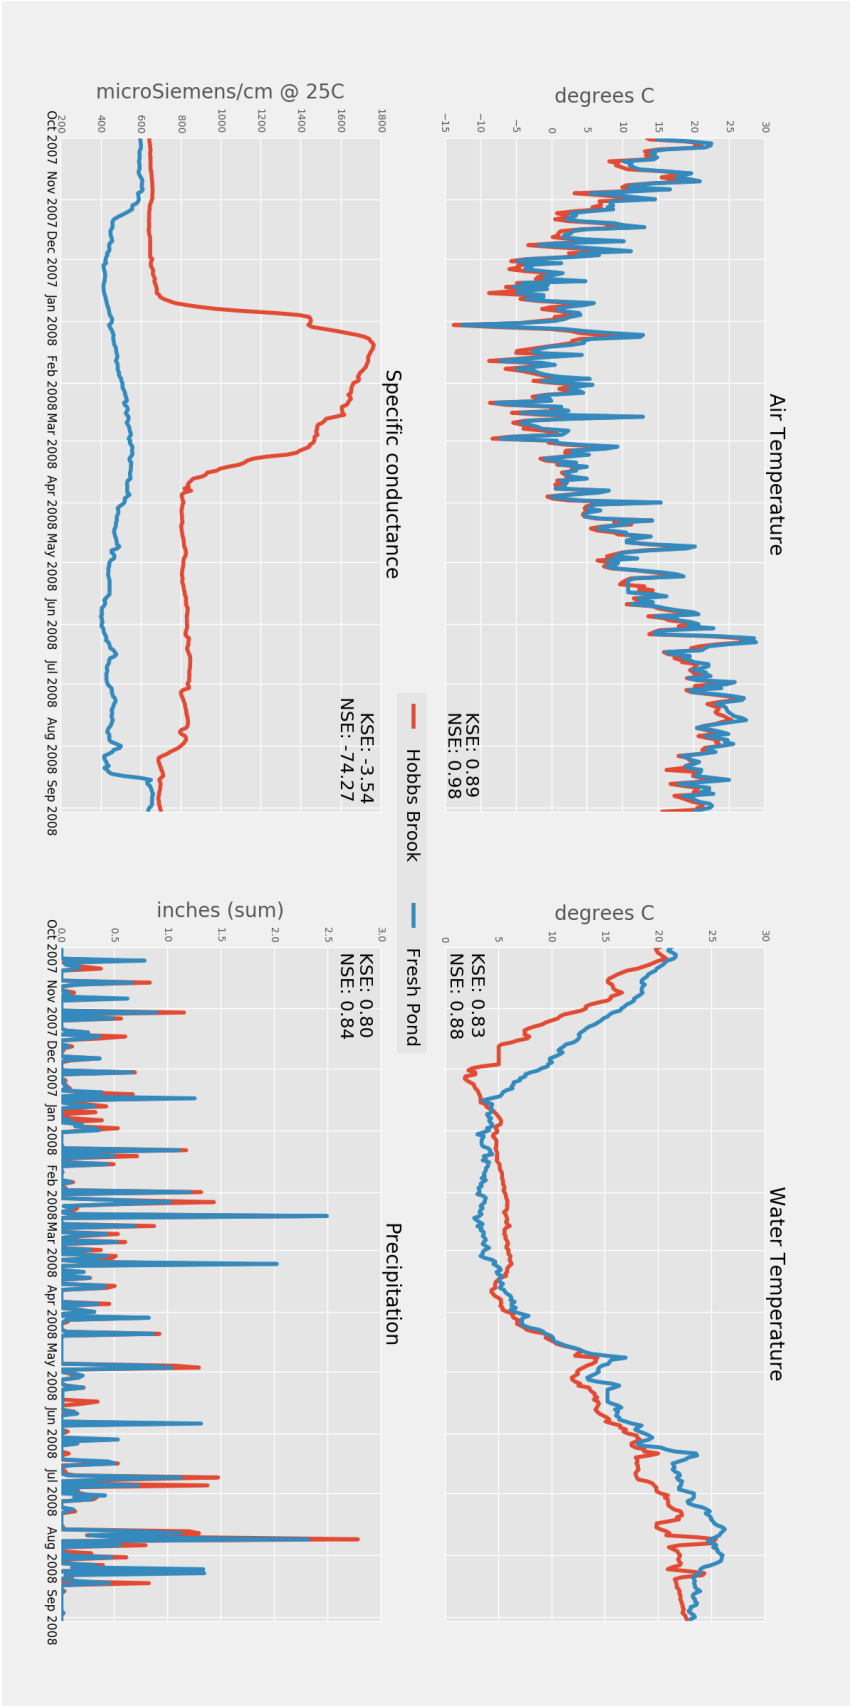 Air Temperature
degrees C
30
25
20
15
10
5
0
−5
−10
−15
KSE: 0.89
NSE: 0.98
Water Temperature
degrees C
30
25
20
15
10
5
0
KSE: 0.83
NSE: 0.88
Hobbs Brook
Fresh Pond
Specific conductance
microSiemens/cm @ 25C
1800
1600
1400
1200
1000
800
600
400
200
KSE: -3.54
NSE: -74.27
Oct 2007 Nov 2007 Dec 2007 Jan 2008 Feb 2008 Mar 2008 Apr 2008 May 2008 Jun 2008 Jul 2008 Aug 2008 Sep 2008
Precipitation
inches (sum)
3.0
2.5
2.0
1.5
1.0
0.5
0.0
KSE: 0.80
NSE: 0.84
Oct 2007 Nov 2007 Dec 2007 Jan 2008 Feb 2008 Mar 2008 Apr 2008 May 2008 Jun 2008 Jul 2008 Aug 2008 Sep 2008